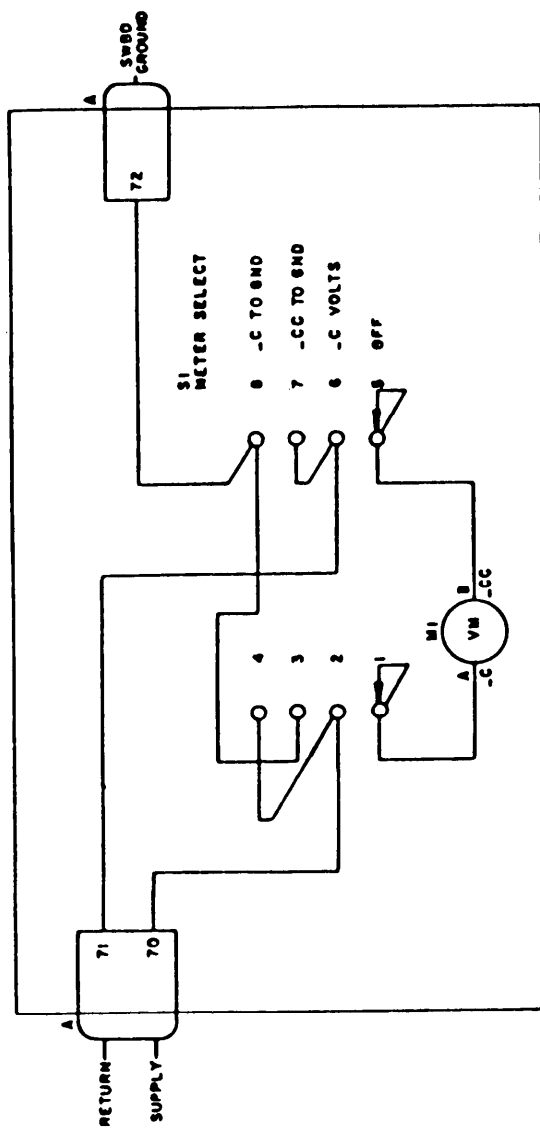 A
SWBD
GROUND
72
S1
METER SELECT
8 _C TO GND
7 _CC TO GND
6 _C VOLTS
5 OFF
4
3
2
1
M1
A VM B
_C _CC
A
71
70
RETURN
SUPPLY